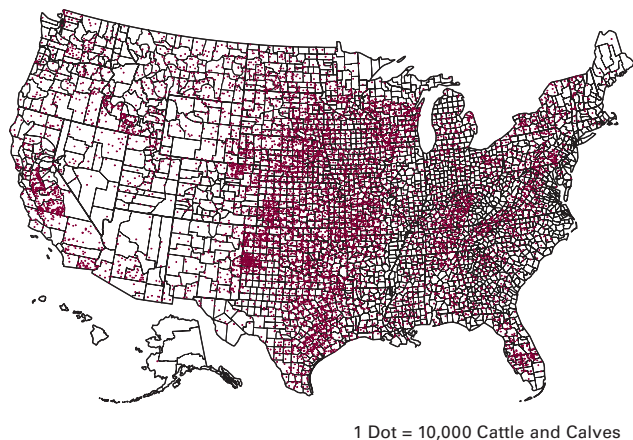 1 Dot = 10,000 Cattle and Calves